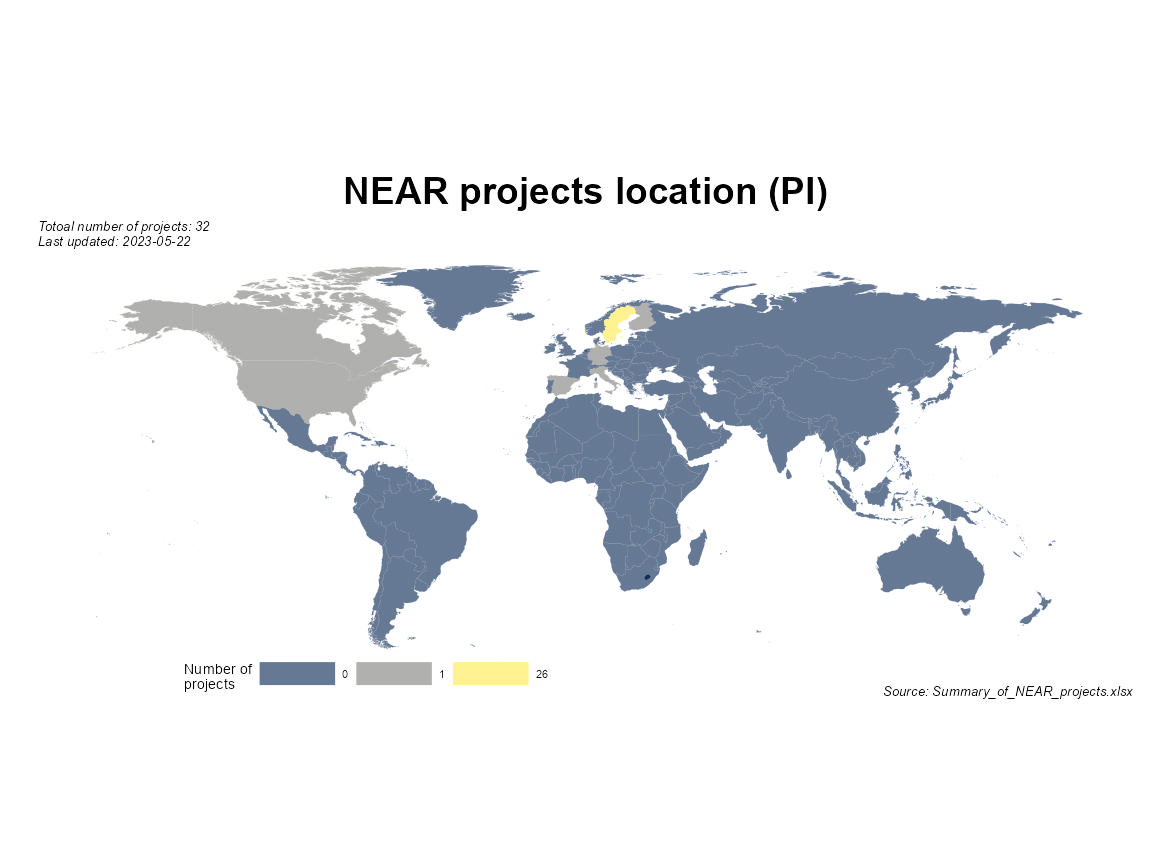 NEAR projects location (PI)
Totoal number of projects: 32
Last updated: 2023-05-22
Number of
projects
0
1
26
Source: Summary_of_NEAR_projects.xlsx